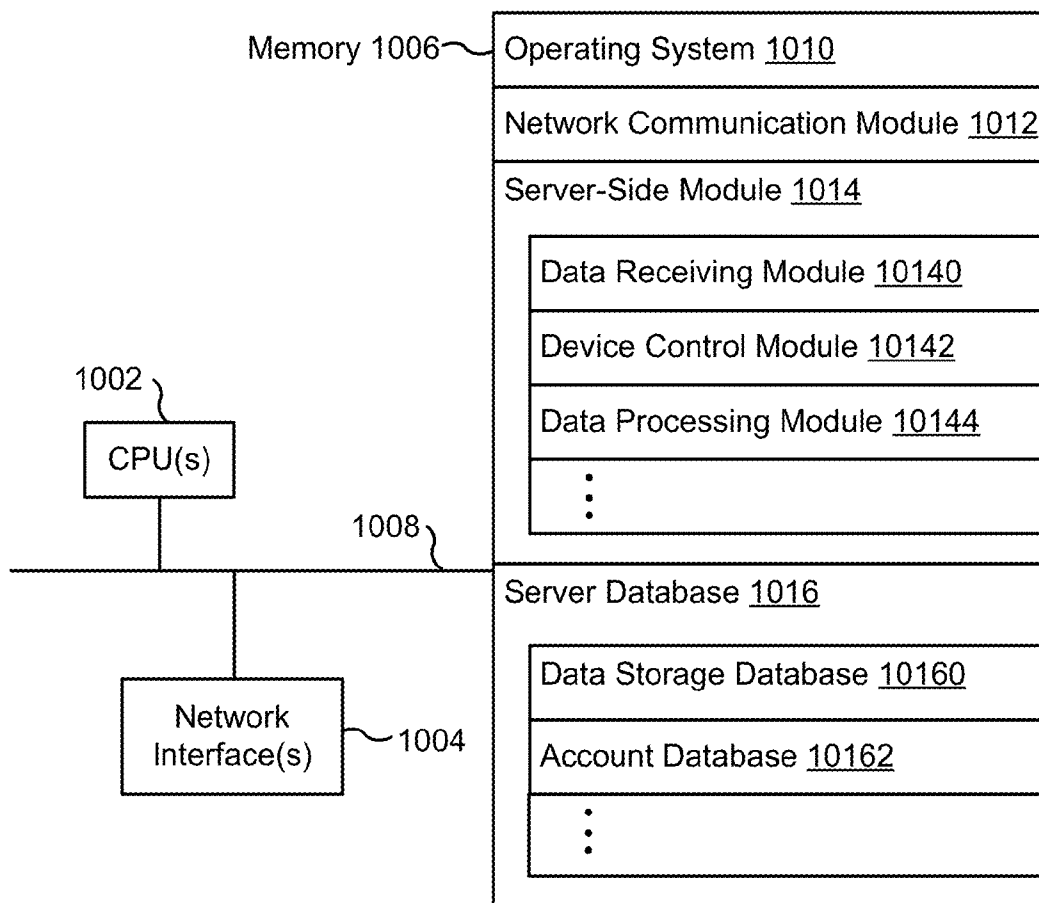 Memory 1006
Operating System 1010
Network Communication Module 1012
Server-Side Module 1014
Data Receiving Module 10140
Device Control Module 10142
Data Processing Module 10144
1002
CPU(s)
1008
Server Database 1016
Data Storage Database 10160
Account Database 10162
Network
Interface(s)
1004